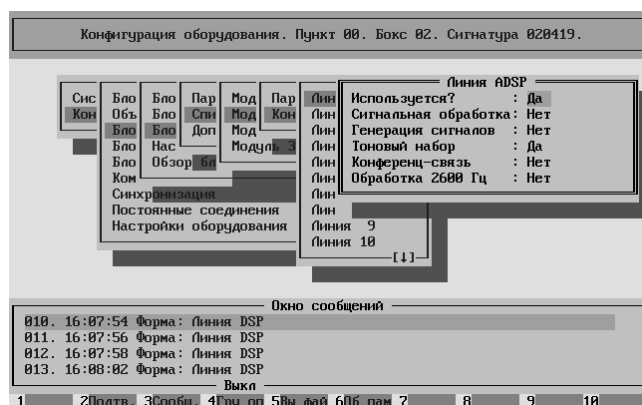 Конфигурация оборудования. Пункт 00. Бокс 02. Сигнатура 020419.
Линия ADSP
Сис Бло Бло Пар Мод Пар Лин Используется? : Да
Кон Объ Бло Спи Мод Кон Лин Сигнальная обработка: Нет
Бло Бло Доп Мод Лин Генерация сигналов : Нет
Бло Нас Модуль 3 Лин Тоновый набор : Да
Бло Обзор бл Лин Конференц-связь : Нет
Ком Лин Обработка 2600 Гц : Нет
Синхронизация Лин
Постоянные соединения Лин
Настройки оборудования Линия 9
Линия 10
[↓]
Окно сообщений
010. 16:07:54 Форма: Линия DSP
011. 16:07:56 Форма: Линия DSP
012. 16:07:58 Форма: Линия DSP
013. 16:08:02 Форма: Линия DSP
Выкл
1 2Подтв. 3Сообщ. 4Гру оп 5Вы фай 6Об пам 7 8 9 10